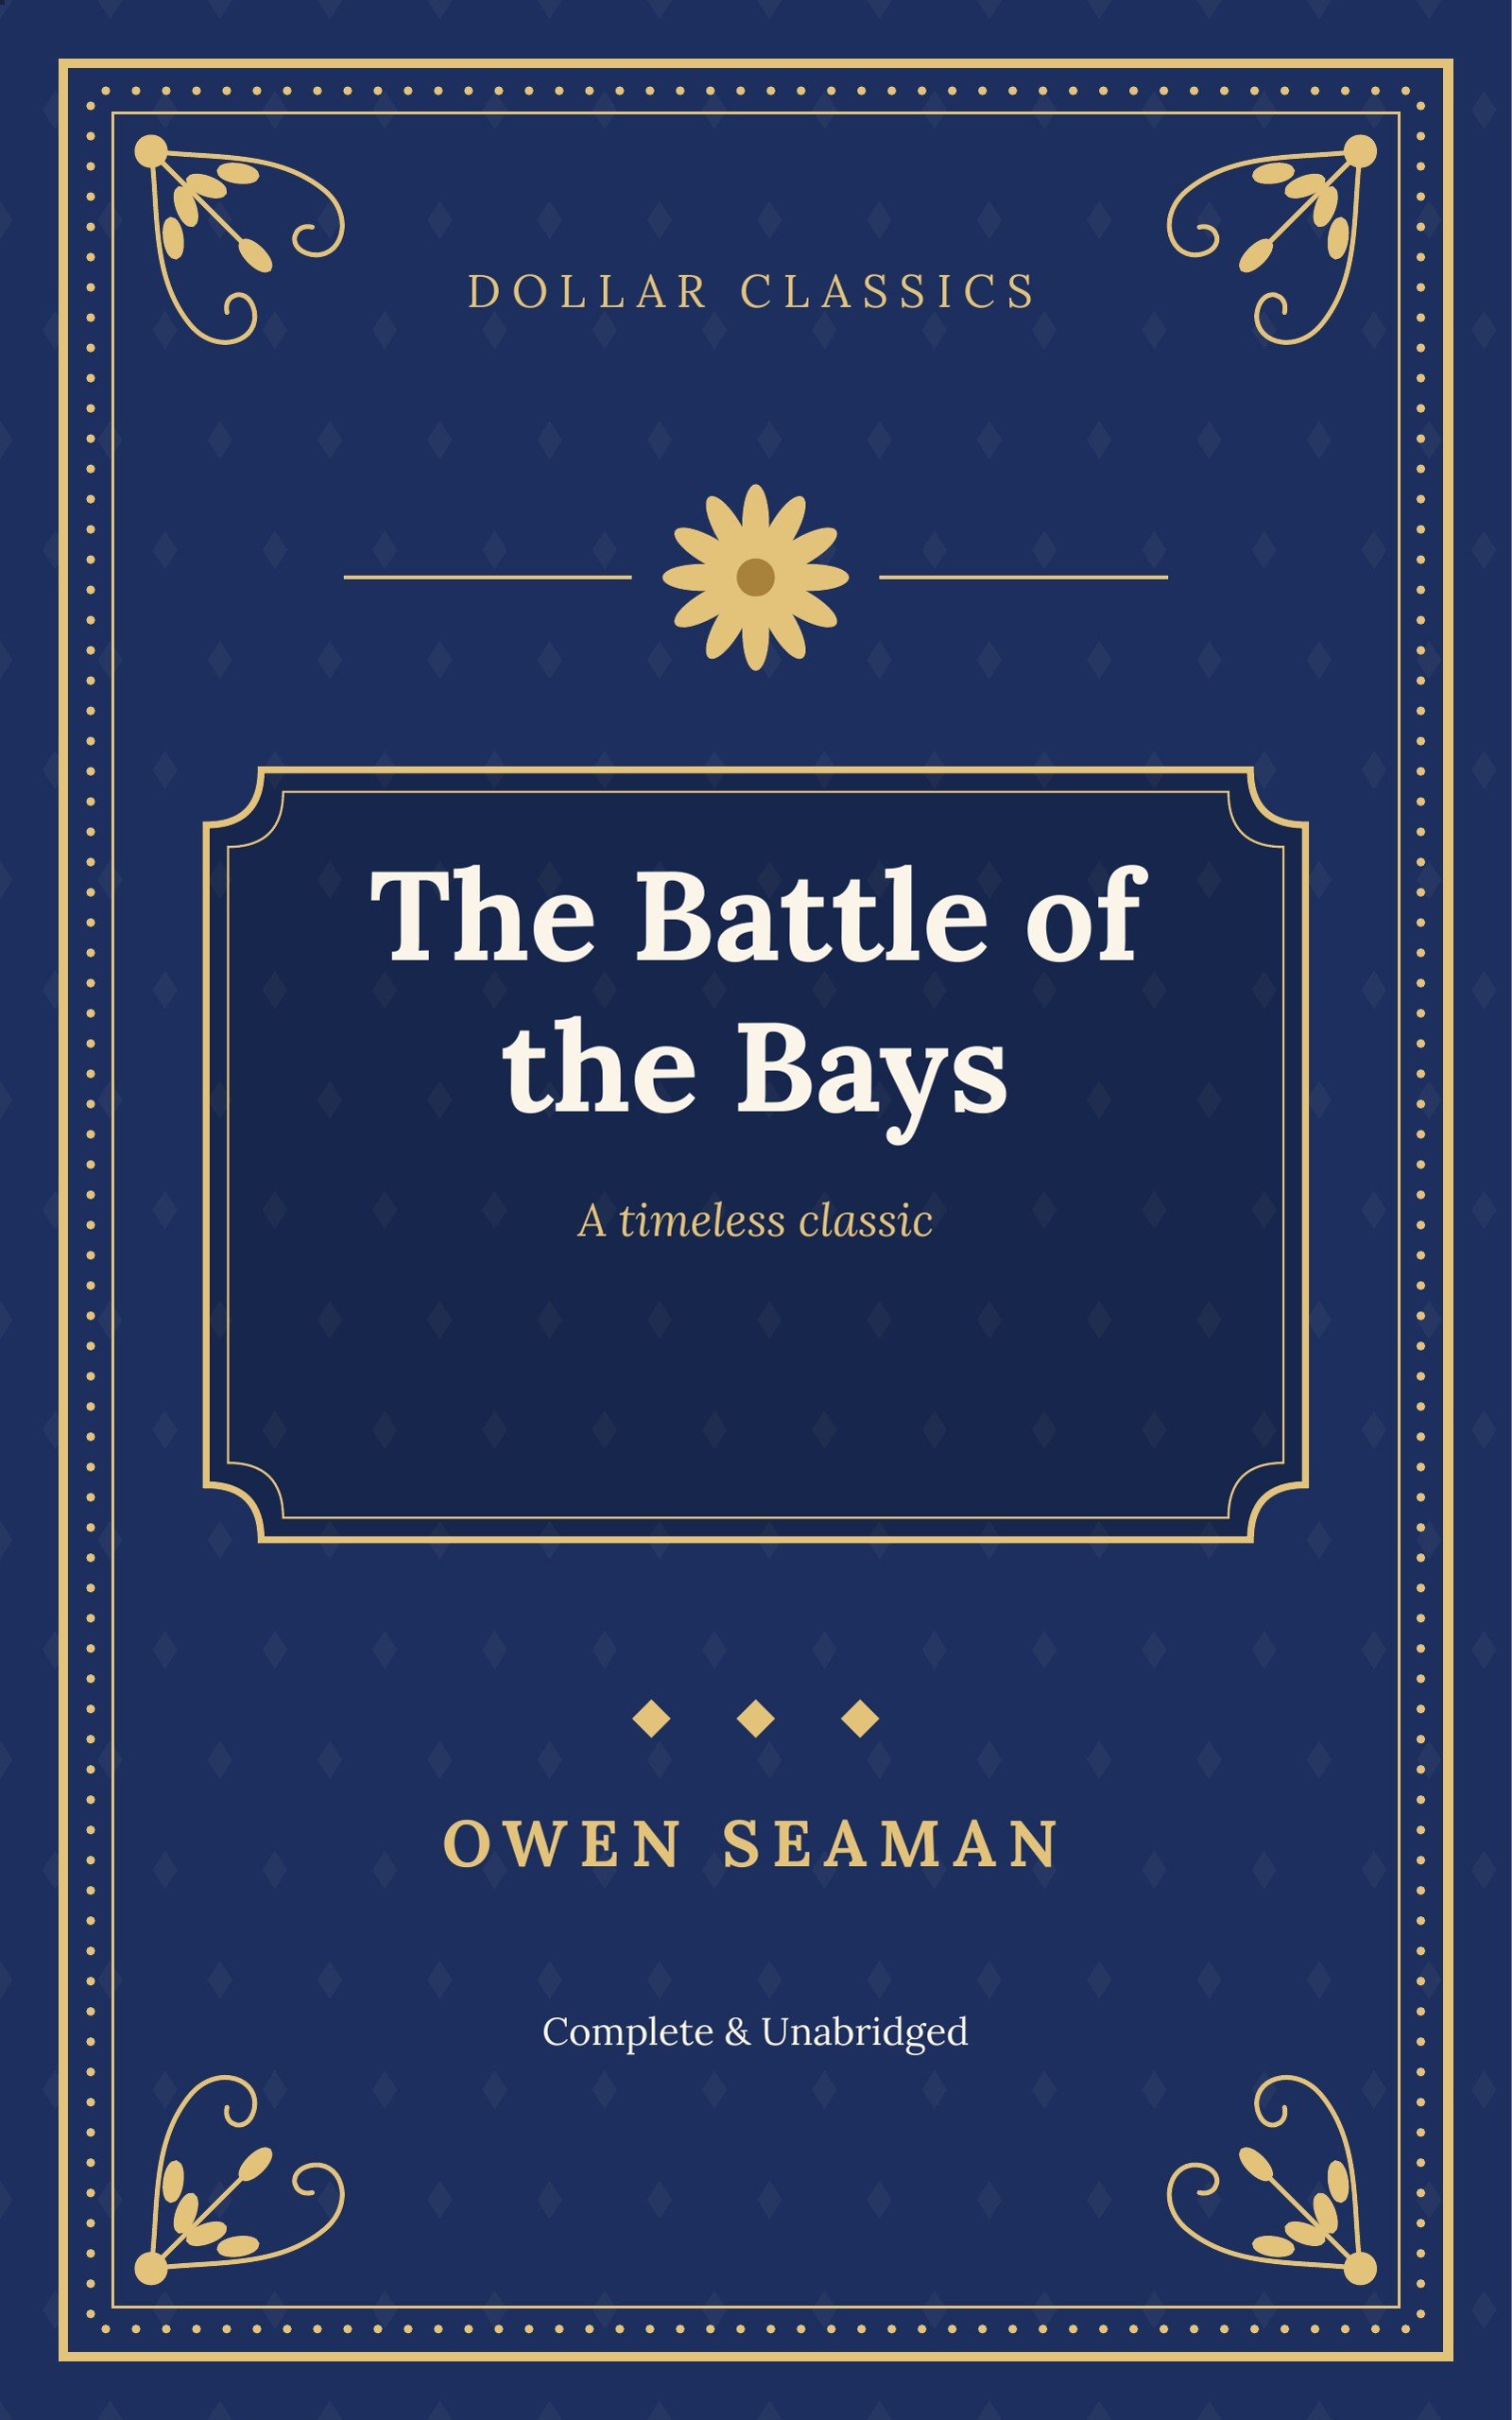 DOLLAR CLASSICS
The Battle of
the Bays
A timeless classic
OWEN SEAMAN
Complete & Unabridged